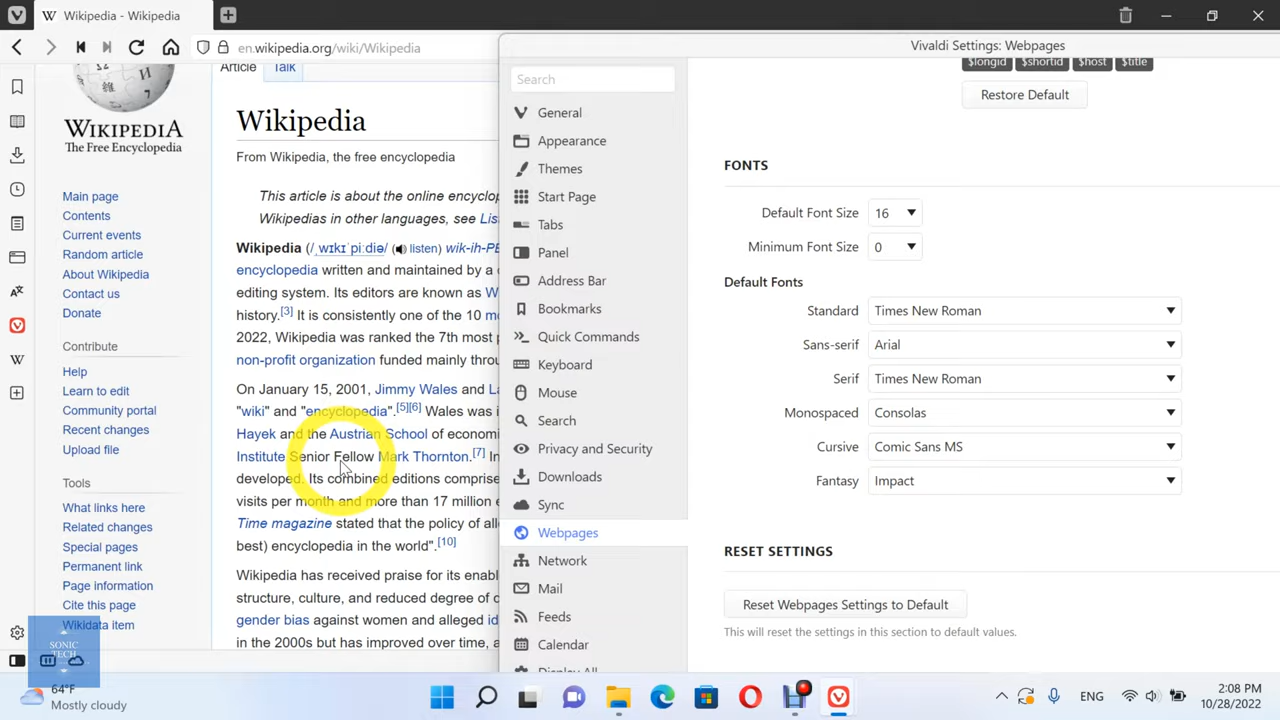 Wikipedia - Wikipedia
en.wikipedia.org/wiki/Wikipedia
WIKIPEDIA
The Free Encyclopedia
Main page
Contents
Current events
Random article
About Wikipedia
Contact us
Donate
Contribute
Help
Learn to edit
Community portal
Recent changes
Upload file
Tools
What links here
Related changes
Special pages
Permanent link
Page information
Cite this page
Wikidata item
SONIC
TECH
Article Talk
Wikipedia
From Wikipedia, the free encyclopedia
This article is about the online encyclop
Wikipedias in other languages, see Lis
Wikipedia (/ˌwɪkɪˈpiːdiə/ listen) wik-ih-PE
encyclopedia written and maintained by a c
editing system. Its editors are known as W
history.[3] It is consistently one of the 10 m
2022, Wikipedia was ranked the 7th most p
non-profit organization funded mainly throu
On January 15, 2001, Jimmy Wales and La
"wiki" and "encyclopedia".[5][6] Wales was i
Hayek and the Austrian School of economi
Institute Senior Fellow Mark Thornton.[7] In
developed. Its combined editions comprise
visits per month and more than 17 million e
Time magazine stated that the policy of allo
best) encyclopedia in the world".[10]
Wikipedia has received praise for its enabl
structure, culture, and reduced degree of c
gender bias against women and alleged id
in the 2000s but has improved over time, a
Vivaldi Settings: Webpages
Search
General
Appearance
Themes
Start Page
Tabs
Panel
Address Bar
Bookmarks
Quick Commands
Keyboard
Mouse
Search
Privacy and Security
Downloads
Sync
Webpages
Network
Mail
Feeds
Calendar
Display All
$longid $shortid $host $title
Restore Default
FONTS
Default Font Size 16
Minimum Font Size 0
Default Fonts
Standard Times New Roman
Sans-serif Arial
Serif Times New Roman
Monospaced Consolas
Cursive Comic Sans MS
Fantasy Impact
RESET SETTINGS
Reset Webpages Settings to Default
This will reset the settings in this section to default values.
64°F
Mostly cloudy
ENG
2:08 PM
10/28/2022